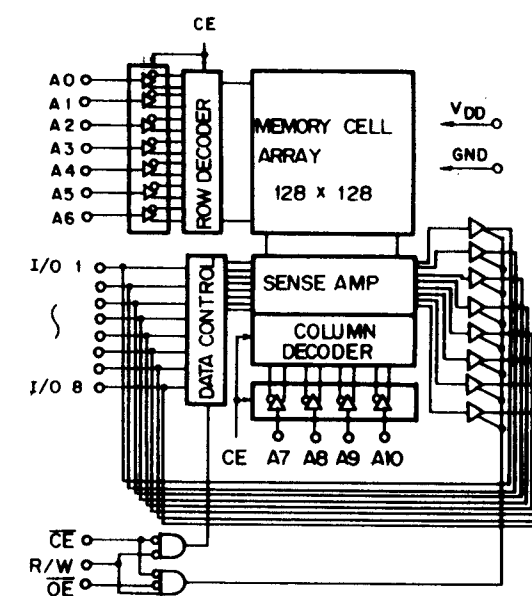 CE
A0
A1
A2
A3
A4
A5
A6
ROW DECODER
MEMORY CELL
ARRAY
128 x 128
VDD
GND
I/O 1
I/O 8
DATA CONTROL
SENSE AMP
COLUMN
DECODER
CE A7 A8 A9 A10
CE
R/W
OE